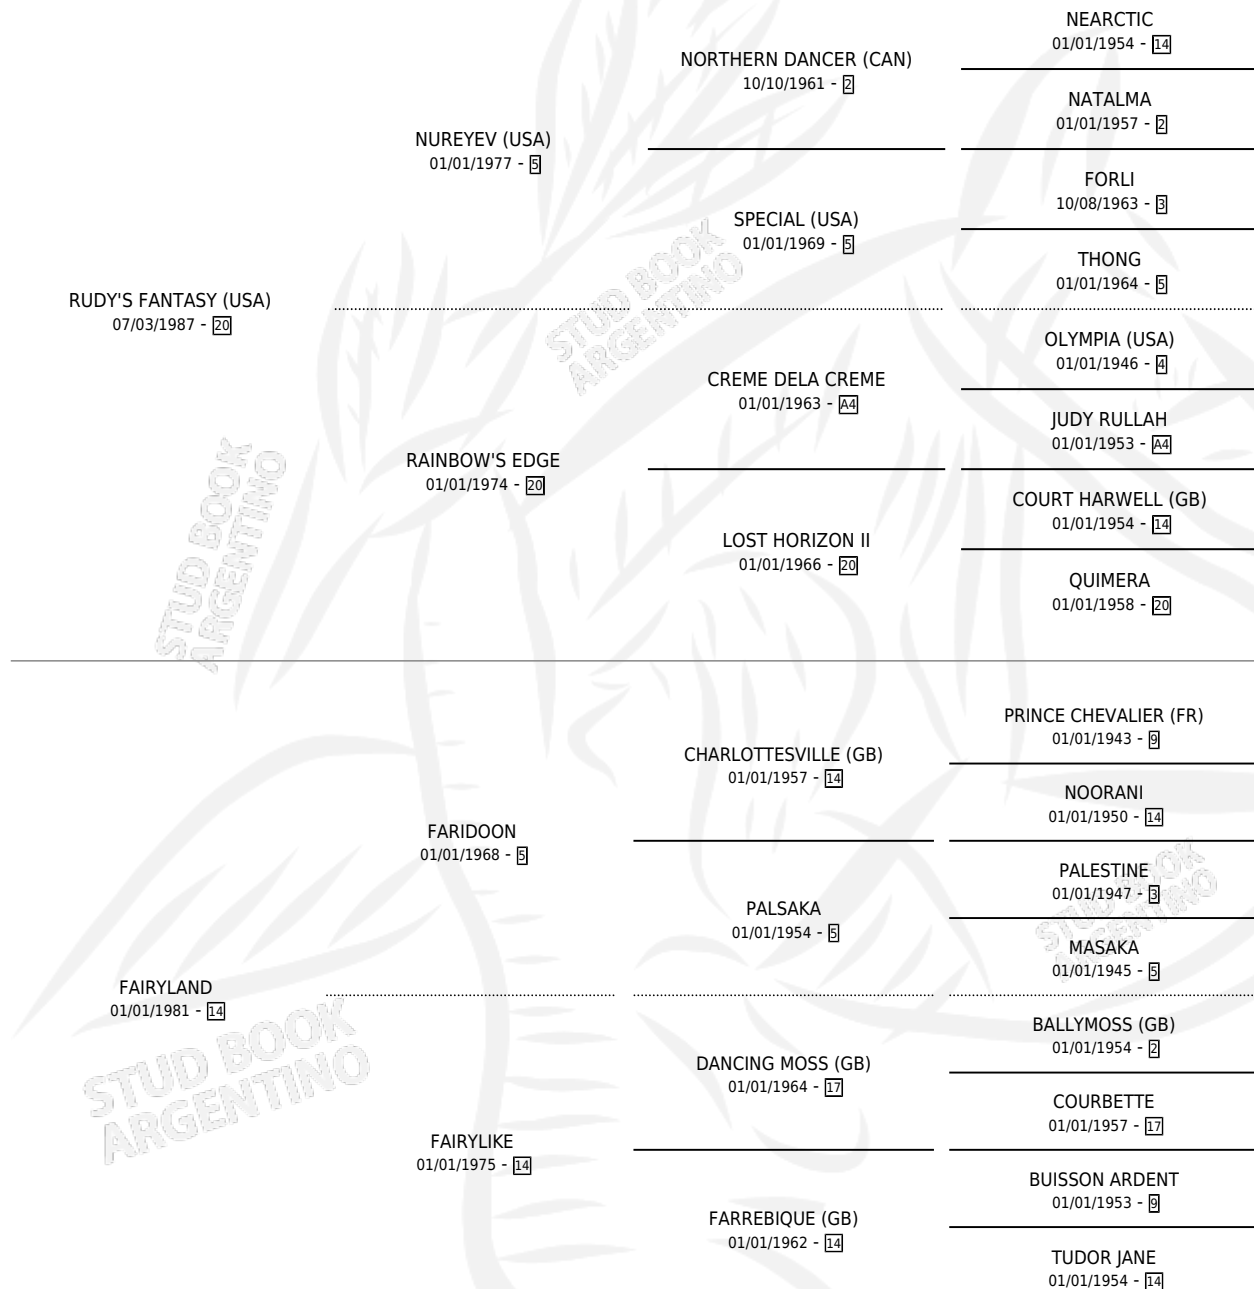 RUDY'S FANTASY (USA)
07/03/1987 - 20
NUREYEV (USA)
01/01/1977 - 5
RAINBOW'S EDGE
01/01/1974 - 20
NORTHERN DANCER (CAN)
10/10/1961 - 2
SPECIAL (USA)
01/01/1969 - 5
CREME DELA CREME
01/01/1963 - A4
LOST HORIZON II
01/01/1966 - 20
NEARCTIC
01/01/1954 - 14
NATALMA
01/01/1957 - 2
FORLI
10/08/1963 - 3
THONG
01/01/1964 - 5
OLYMPIA (USA)
01/01/1946 - 4
JUDY RULLAH
01/01/1953 - A4
COURT HARWELL (GB)
01/01/1954 - 14
QUIMERA
01/01/1958 - 20
FAIRYLAND
01/01/1981 - 14
FARIDOON
01/01/1968 - 5
FAIRYLIKE
01/01/1975 - 14
CHARLOTTESVILLE (GB)
01/01/1957 - 14
PALSAKA
01/01/1954 - 5
DANCING MOSS (GB)
01/01/1964 - 17
FARREBIQUE (GB)
01/01/1962 - 14
PRINCE CHEVALIER (FR)
01/01/1943 - 9
NOORANI
01/01/1950 - 14
PALESTINE
01/01/1947 - 3
MASAKA
01/01/1945 - 5
BALLYMOSS (GB)
01/01/1954 - 2
COURBETTE
01/01/1957 - 17
BUISSON ARDENT
01/01/1953 - 9
TUDOR JANE
01/01/1954 - 14
STUD BOOK
ARGENTINO
STUD BOOK
ARGENTINO
STUD BOOK
ARGENTINO
STUD BOOK
ARGENTINO